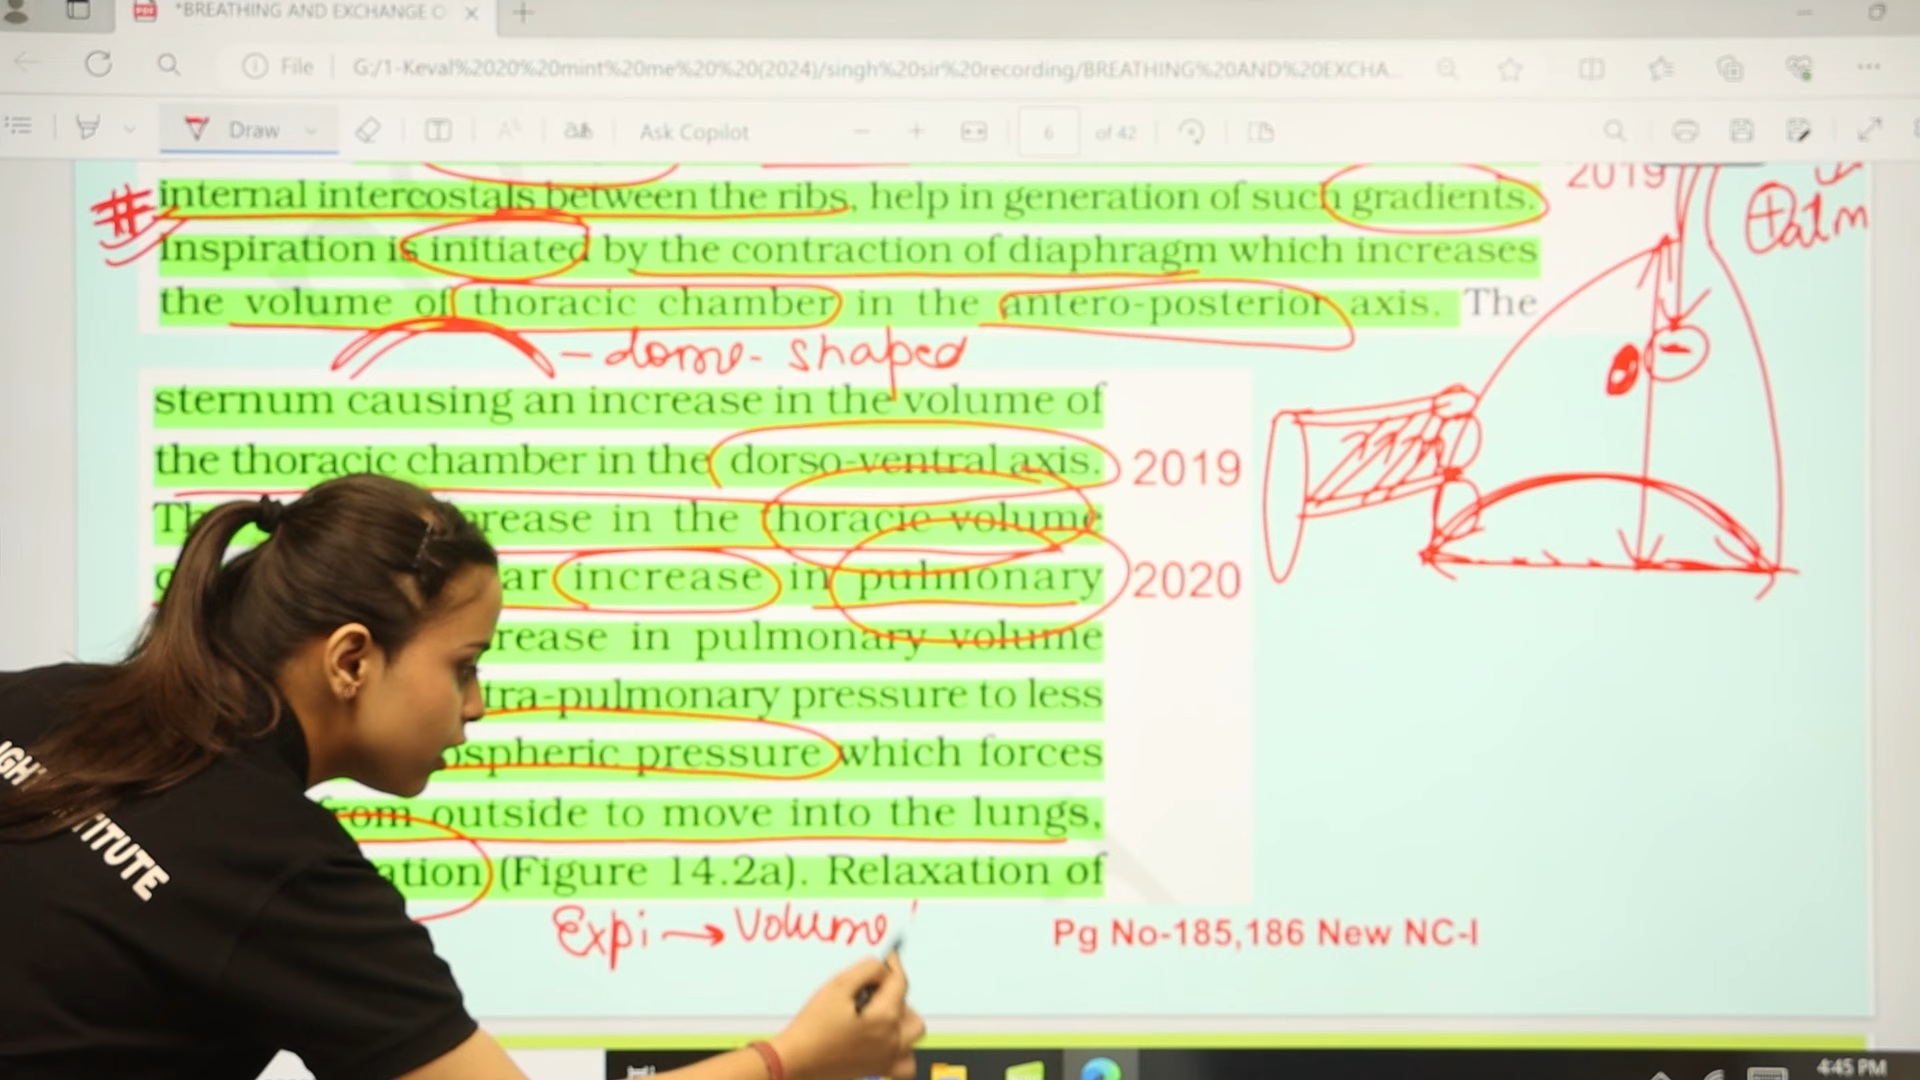 *BREATHING AND EXCHANGE O
File G:/1-Keval%2020%20mint%20me%20%20(2024)/singh%20sir%20recording/BREATHING%20AND%20EXCHA...
Draw Ask Copilot 6 of 42
2019
# internal intercostals between the ribs, help in generation of such gradients.
⊕atm
Inspiration is initiated by the contraction of diaphragm which increases
the volume of thoracic chamber in the antero-posterior axis. The
- dome-shaped
sternum causing an increase in the volume of
the thoracic chamber in the dorso-ventral axis. 2019
rease in the thoracic volume
ar increase in pulmonary 2020
rease in pulmonary volume
tra-pulmonary pressure to less
ospheric pressure which forces
from outside to move into the lungs,
ation (Figure 14.2a). Relaxation of
Expi → Volume
Pg No-185,186 New NC-I
TITUTE
4:45 PM